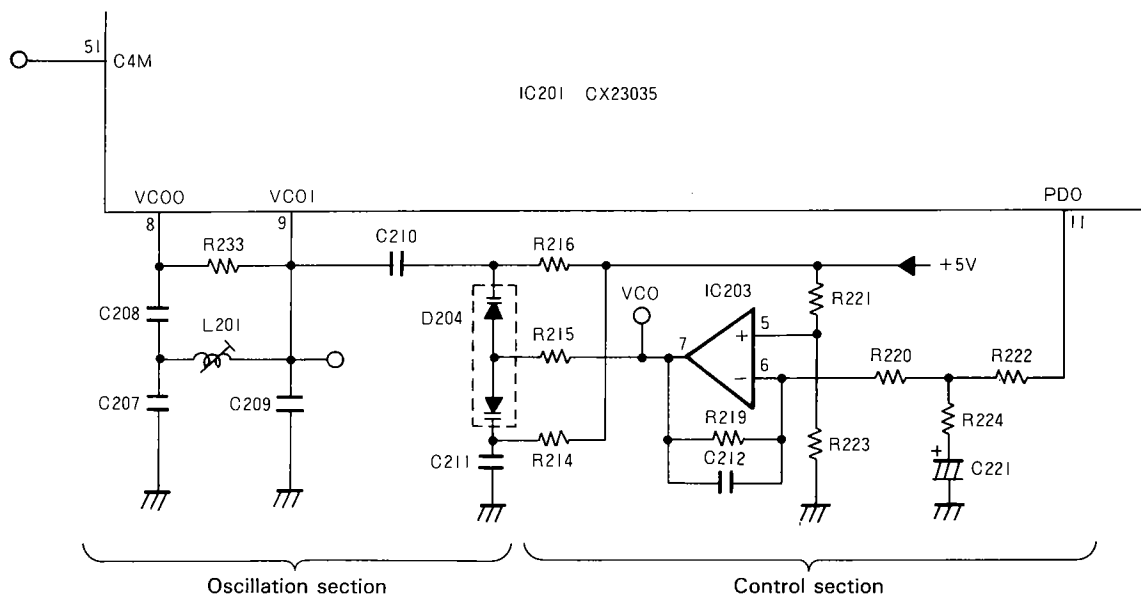 51
C4M
IC201 CX23035
VCOO
VCOI
PDO
8
9
11
R233
C210
R216
+5V
VCO
IC203
R221
C208
L201
D204
R215
7
5
+
6
−
R220
R222
C207
C209
R219
R224
C211
R214
C212
R223
+
C221
Oscillation section
Control section